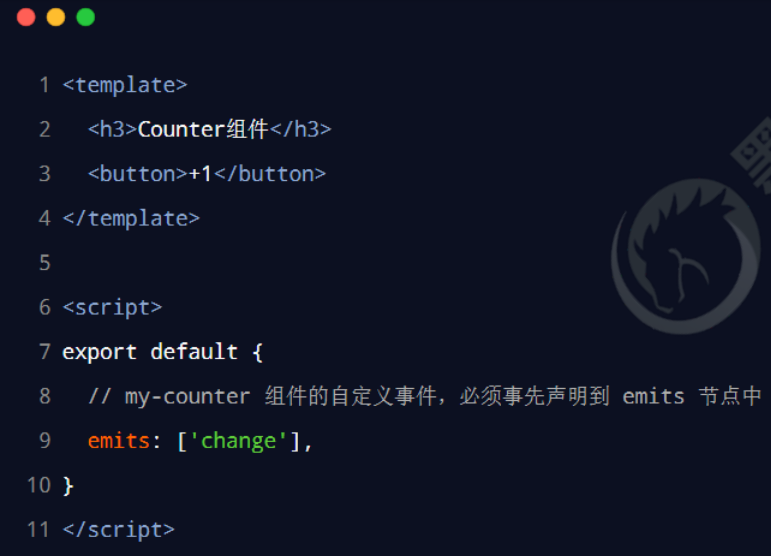 1 <template>
2   <h3>Counter组件</h3>
3   <button>+1</button>
4 </template>
5
6 <script>
7 export default {
8   // my-counter 组件的自定义事件，必须事先声明到 emits 节点中
9   emits: ['change'],
10 }
11 </script>